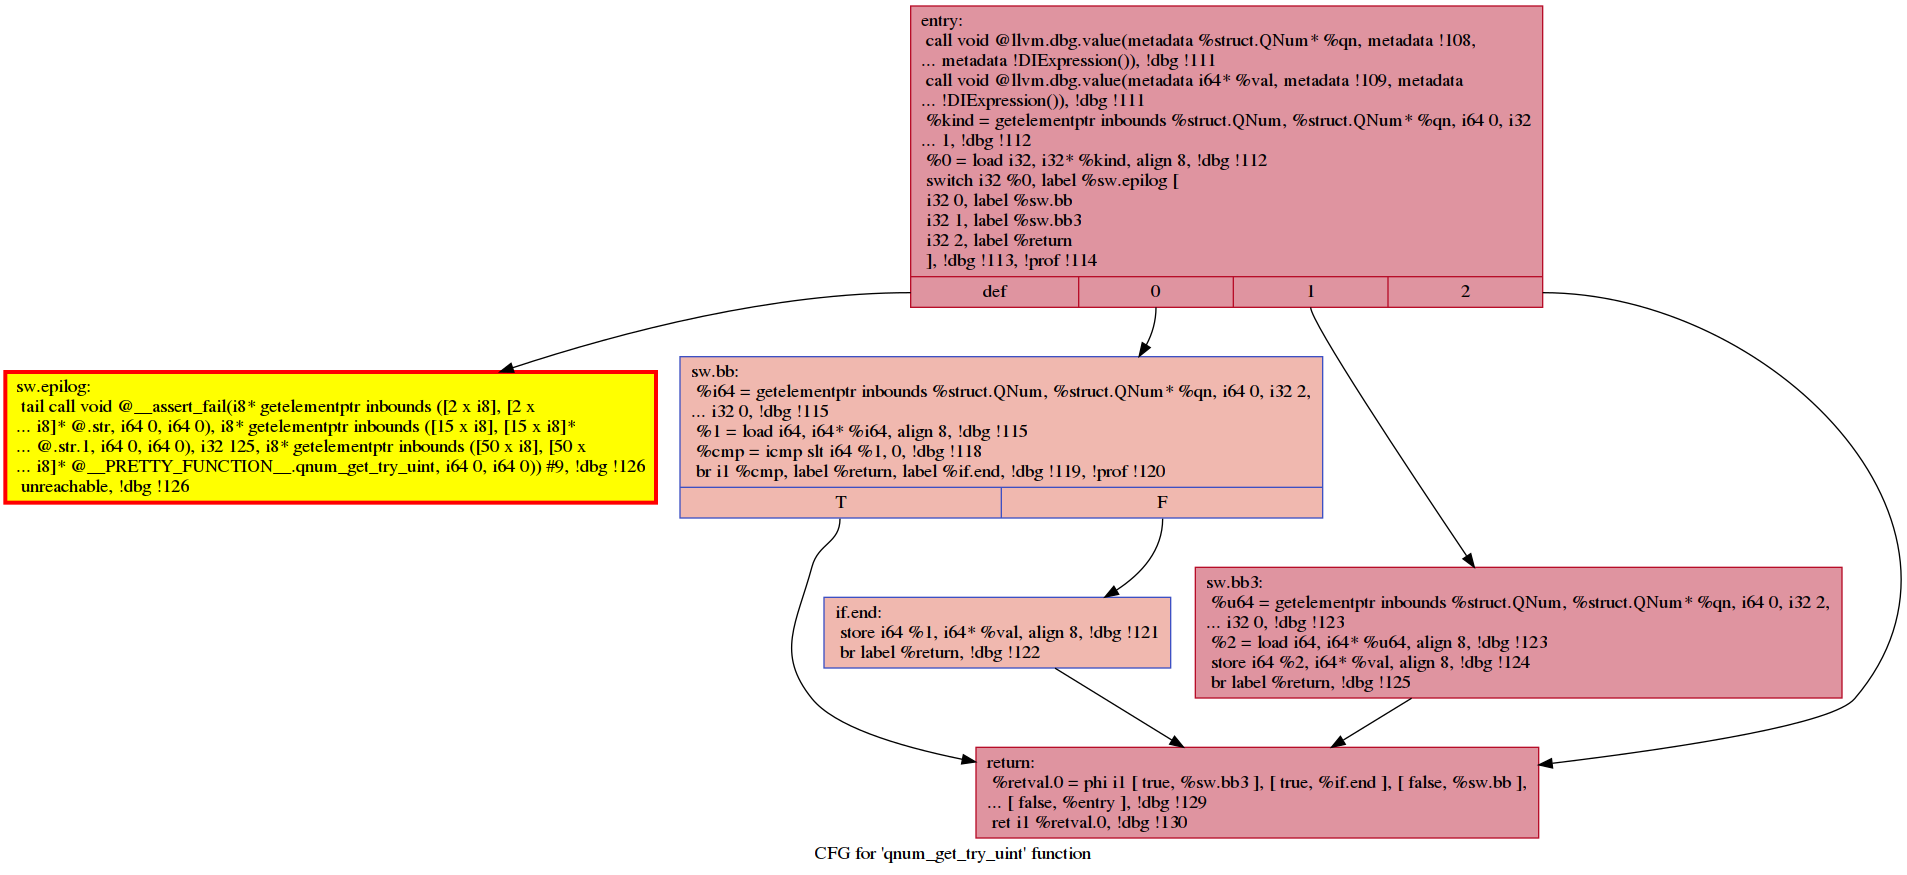 entry:
call void @llvm.dbg.value(metadata %struct.QNum* %qn, metadata !108,
... metadata !DIExpression()), !dbg !111
call void @llvm.dbg.value(metadata i64* %val, metadata !109, metadata
... !DIExpression()), !dbg !111
%kind = getelementptr inbounds %struct.QNum, %struct.QNum* %qn, i64 0, i32
... 1, !dbg !112
%0 = load i32, i32* %kind, align 8, !dbg !112
switch i32 %0, label %sw.epilog [
i32 0, label %sw.bb
i32 1, label %sw.bb3
i32 2, label %return
], !dbg !113, !prof !114
def 0 1 2
sw.epilog:
tail call void @__assert_fail(i8* getelementptr inbounds ([2 x i8], [2 x
... i8]* @.str, i64 0, i64 0), i8* getelementptr inbounds ([15 x i8], [15 x i8]*
... @.str.1, i64 0, i64 0), i32 125, i8* getelementptr inbounds ([50 x i8], [50 x
... i8]* @__PRETTY_FUNCTION__.qnum_get_try_uint, i64 0, i64 0)) #9, !dbg !126
unreachable, !dbg !126
sw.bb:
%i64 = getelementptr inbounds %struct.QNum, %struct.QNum* %qn, i64 0, i32 2,
... i32 0, !dbg !115
%1 = load i64, i64* %i64, align 8, !dbg !115
%cmp = icmp slt i64 %1, 0, !dbg !118
br i1 %cmp, label %return, label %if.end, !dbg !119, !prof !120
T F
if.end:
store i64 %1, i64* %val, align 8, !dbg !121
br label %return, !dbg !122
sw.bb3:
%u64 = getelementptr inbounds %struct.QNum, %struct.QNum* %qn, i64 0, i32 2,
... i32 0, !dbg !123
%2 = load i64, i64* %u64, align 8, !dbg !123
store i64 %2, i64* %val, align 8, !dbg !124
br label %return, !dbg !125
return:
%retval.0 = phi i1 [ true, %sw.bb3 ], [ true, %if.end ], [ false, %sw.bb ],
... [ false, %entry ], !dbg !129
ret i1 %retval.0, !dbg !130
CFG for 'qnum_get_try_uint' function